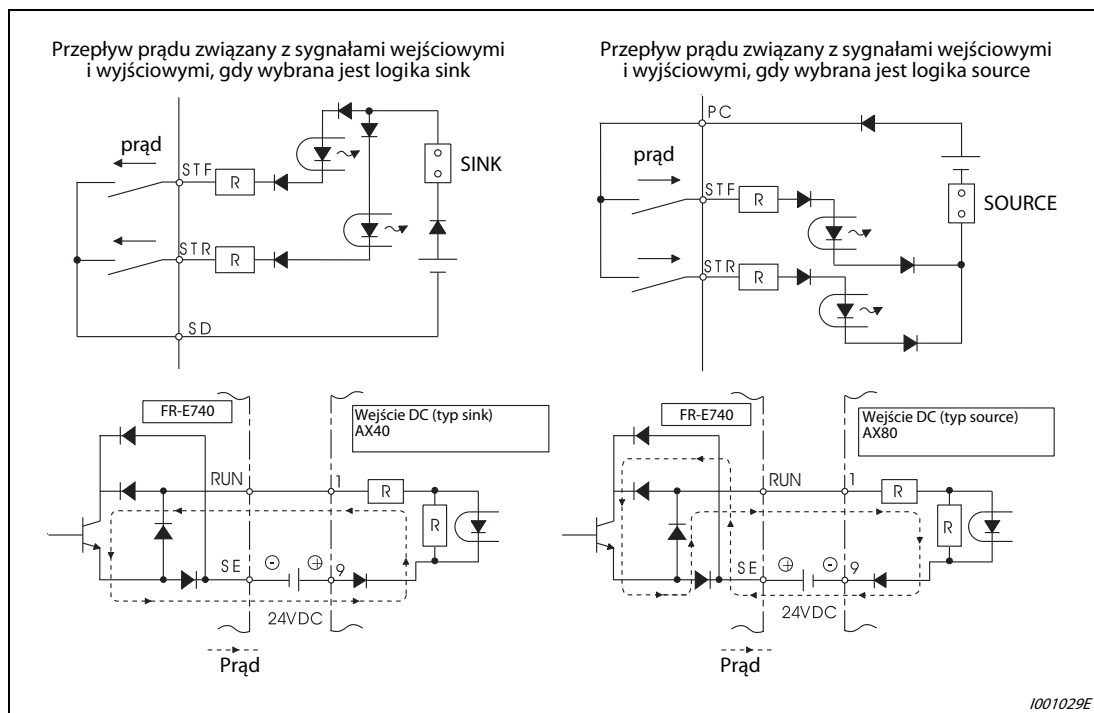 Przepływ prądu związany z sygnałami wejściowymi
i wyjściowymi, gdy wybrana jest logika sink
prąd
STF
R
SINK
STR
R
SD
FR-E740
Wejście DC (typ sink)
AX40
RUN
1
R
R
SE
9
24VDC
Prąd
Przepływ prądu związany z sygnałami wejściowymi
i wyjściowymi, gdy wybrana jest logika source
PC
prąd
STF
R
SOURCE
STR
R
FR-E740
Wejście DC (typ source)
AX80
RUN
1
R
R
SE
9
24VDC
Prąd
I001029E